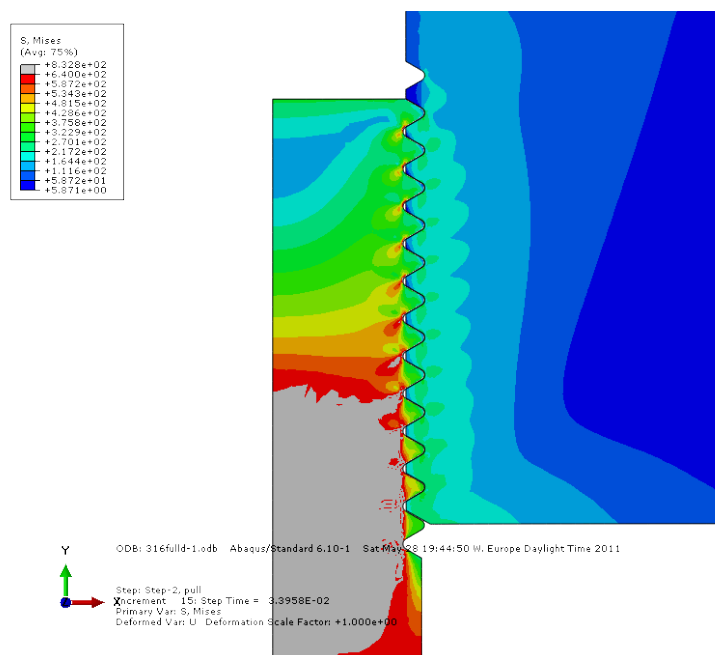 S, Mises
(Avg: 75%)
+8.328e+02
+6.400e+02
+5.872e+02
+5.343e+02
+4.815e+02
+4.286e+02
+3.758e+02
+3.229e+02
+2.701e+02
+2.172e+02
+1.644e+02
+1.116e+02
+5.872e+01
+5.871e+00
Y
ODB: 316fulld-1.odb Abaqus/Standard 6.10-1 Sat May 28 19:44:50 W. Europe Daylight Time 2011
X
Step: Step-2, pull
Increment 15: Step Time = 3.3958E-02
Primary Var: S, Mises
Deformed Var: U Deformation Scale Factor: +1.000e+00